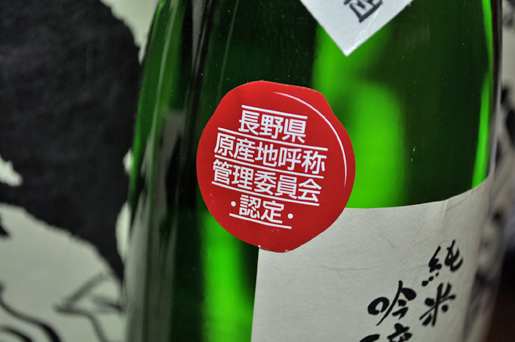 長野県
原産地呼称
管理委員会
・認定・
純米
吟